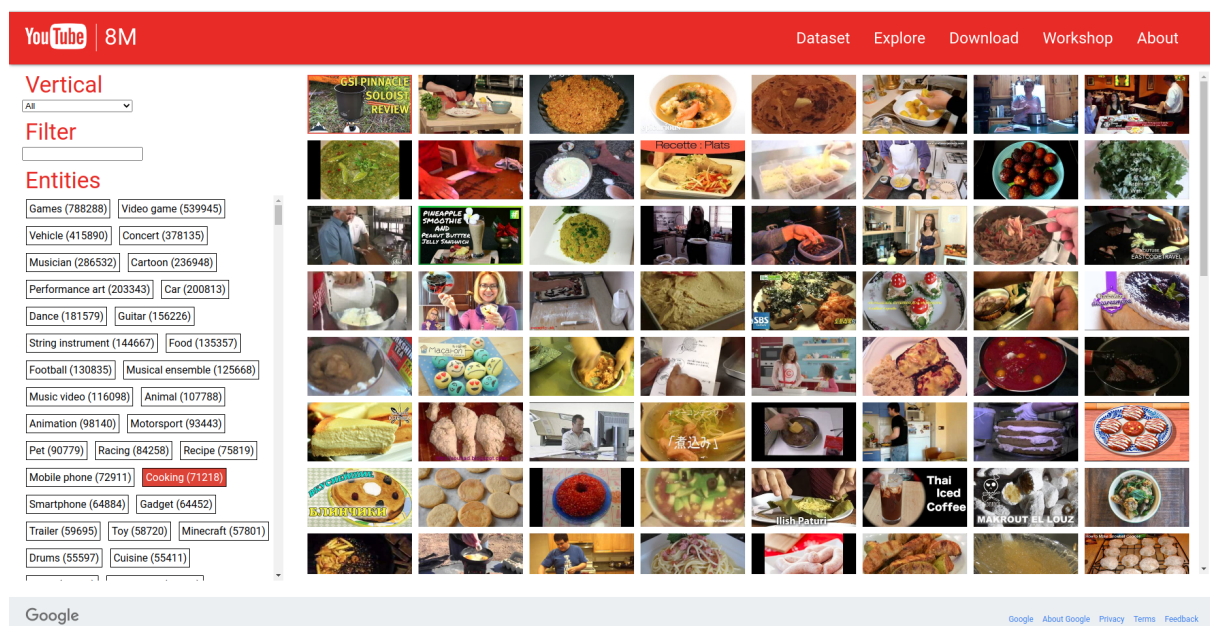 YouTube 8M
Dataset Explore Download Workshop About
Vertical
All
Filter
Entities
Games (788288) Video game (539945)
Vehicle (415890) Concert (378135)
Musician (286532) Cartoon (236948)
Performance art (203343) Car (200813)
Dance (181579) Guitar (156226)
String instrument (144667) Food (135357)
Football (130835) Musical ensemble (125668)
Music video (116098) Animal (107788)
Animation (98140) Motorsport (93443)
Pet (90779) Racing (84258) Recipe (75819)
Mobile phone (72911) Cooking (71218)
Smartphone (64884) Gadget (64452)
Trailer (59695) Toy (58720) Minecraft (57801)
Drums (55597) Cuisine (55411)
GSI PINNACLE
SOLOIST
REVIEW
Recette : Plats
PINEAPPLE
SMOOTHIE
AND
PEANUT BUTTER
JELLY SANDWICH
EASTCODETRAVEL
SBS
Macaron
「煮込み」
ВКУСНЕЙШИЕ
БЛИНЧИКИ
Ilish Paturi
Thai
Iced
Coffee
MAKROUT EL LOUZ
Google
Google About Google Privacy Terms Feedback